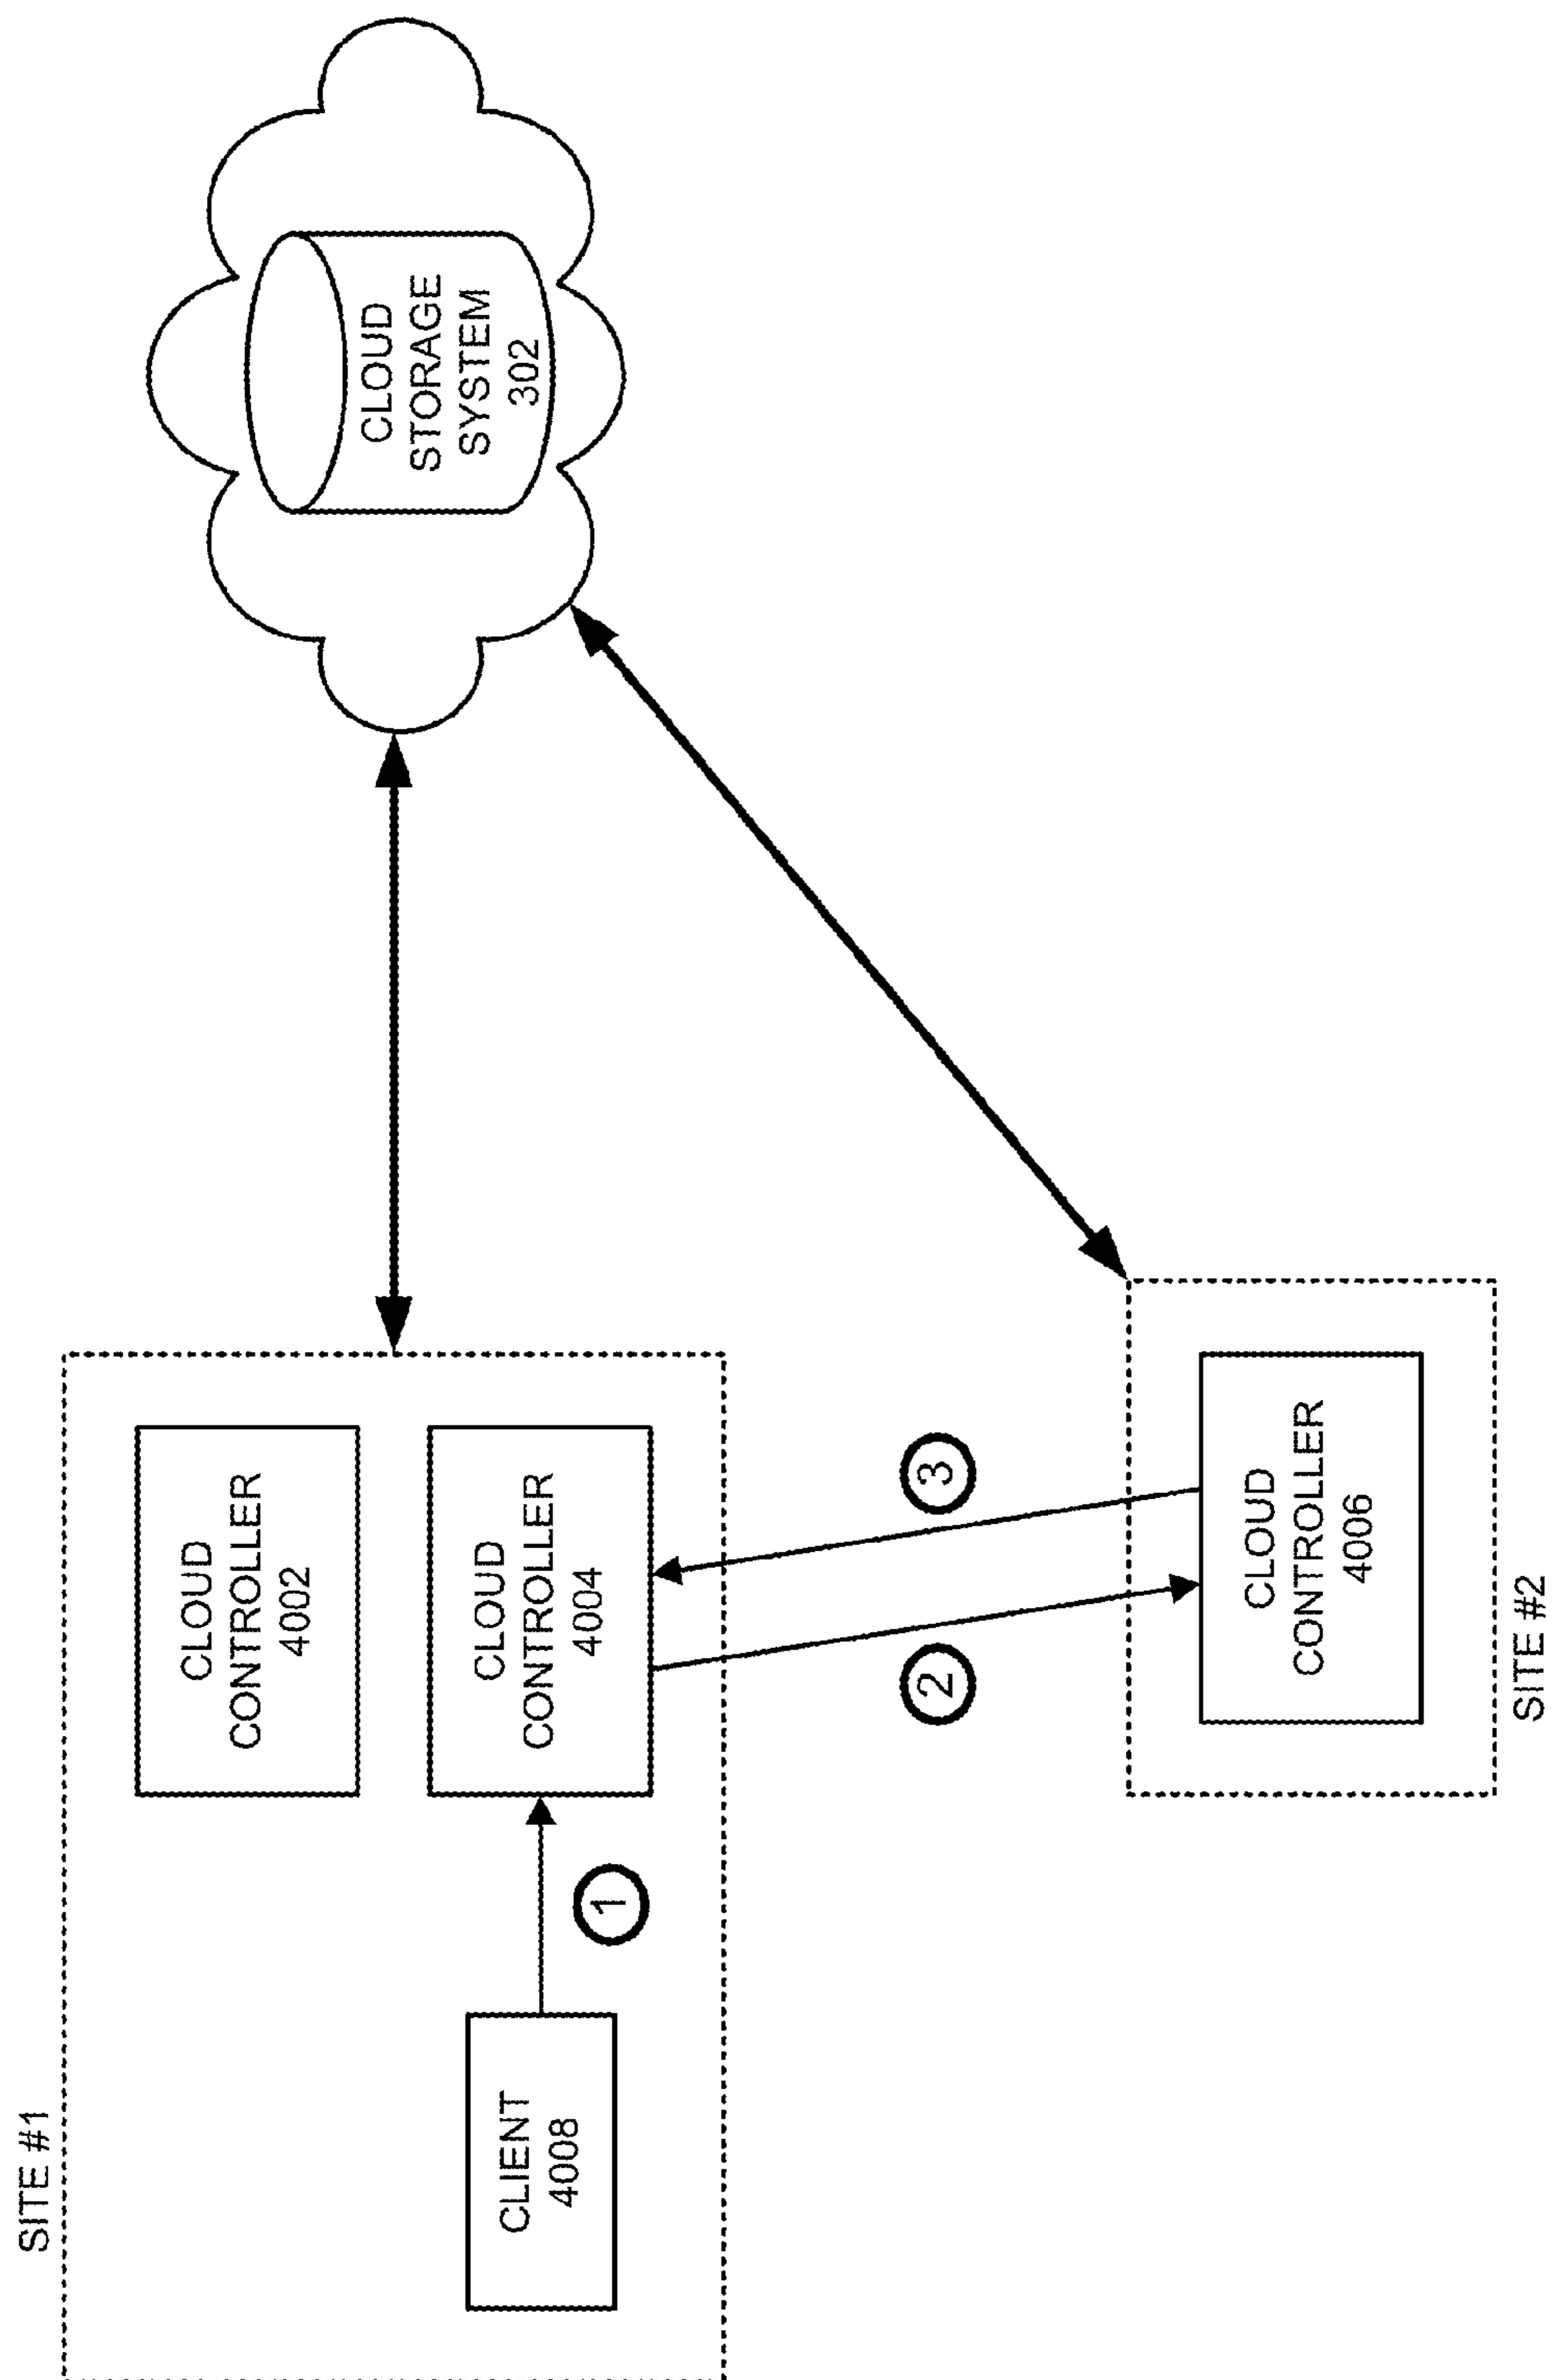 SITE #1
CLOUD
CONTROLLER
4002
CLOUD
STORAGE
SYSTEM
302
CLIENT
4008
1
CLOUD
CONTROLLER
4004
2
3
CLOUD
CONTROLLER
4006
SITE #2